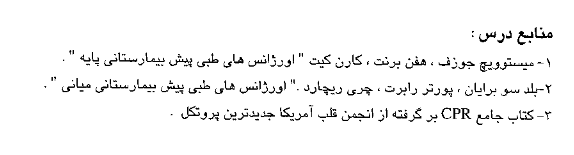 منابع درس :
۱- میستوویچ جوزف ، هفن برنت ، کارن کیت " اورژانس های طبی پیش بیمارستانی پایه " .
۲-بلد سو برایان ، پورتر رابرت ، چری ریچارد ." اورژانس های طبی پیش بیمارستانی میانی " .
۳- کتاب جامع CPR بر گرفته از انجمن قلب آمریکا جدیدترین پروتکل .